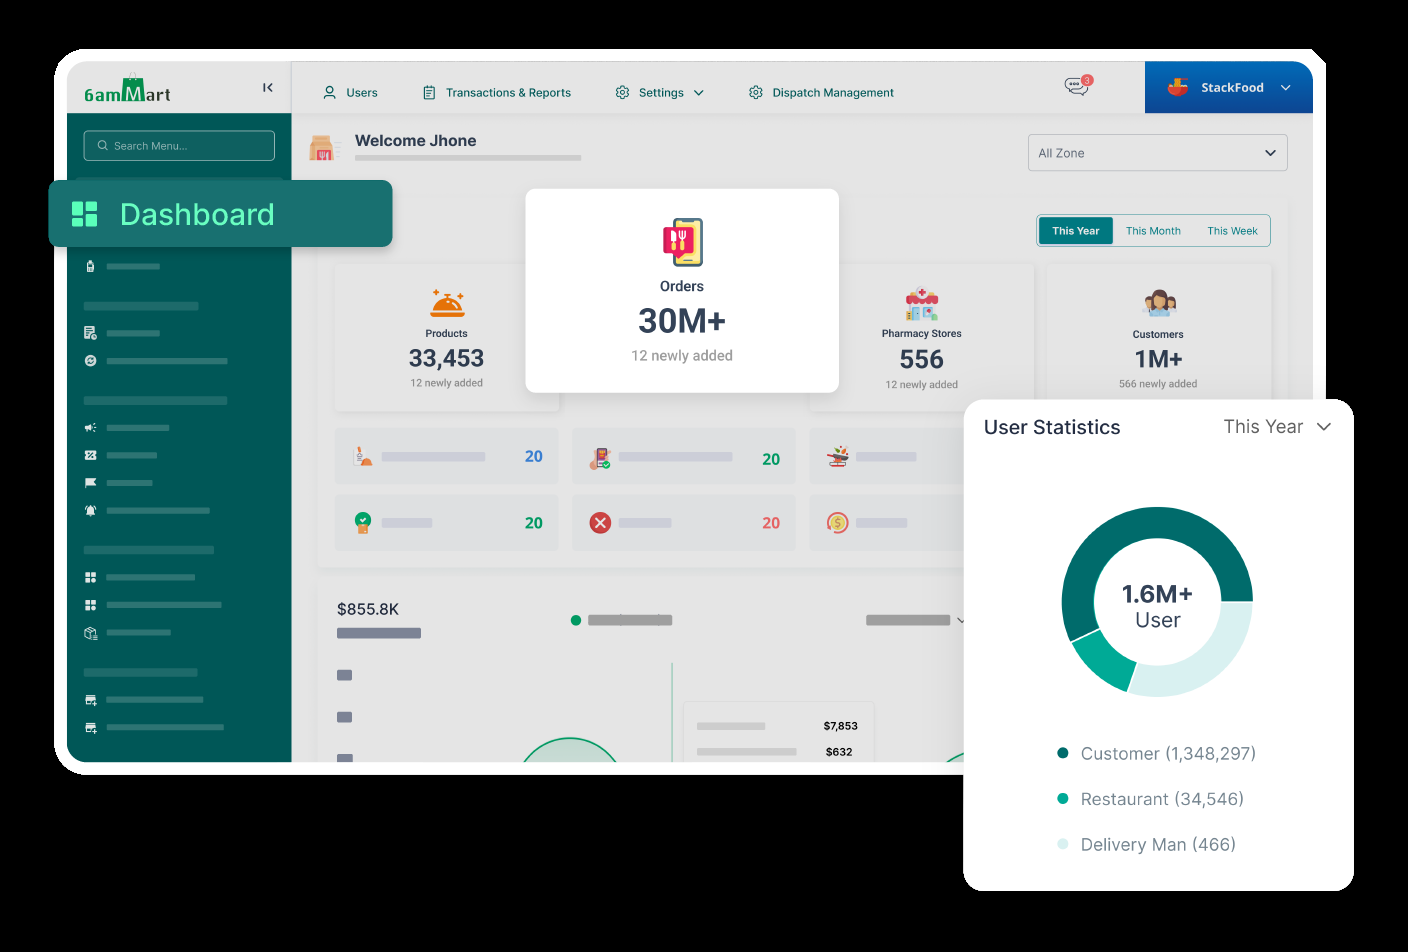 6amMart
Users
Transactions & Reports
Settings
Dispatch Management
3
StackFood
Search Menu...
Welcome Jhone
All Zone
Dashboard
This Year
This Month
This Week
Products
33,453
12 newly added
Orders
30M+
12 newly added
Pharmacy Stores
556
12 newly added
Customers
1M+
566 newly added
20
20
20
20
$855.8K
$7,853
$632
User Statistics
This Year
1.6M+
User
Customer (1,348,297)
Restaurant (34,546)
Delivery Man (466)